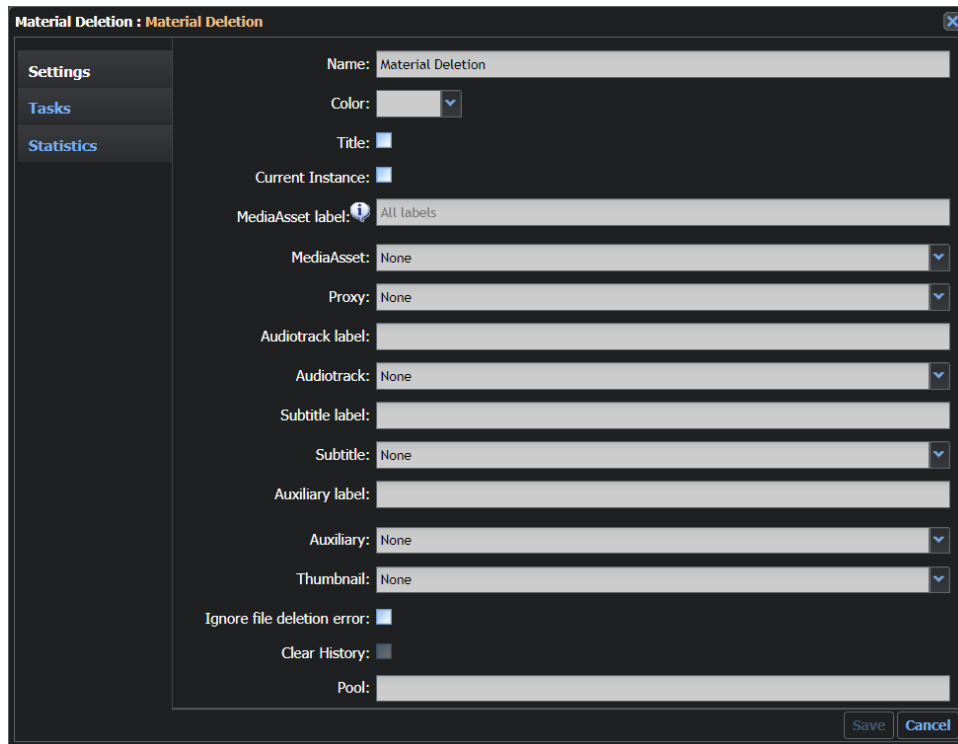 Material Deletion : Material Deletion
Settings
Tasks
Statistics
Name: Material Deletion
Color:
Title:
Current Instance:
MediaAsset label: All labels
MediaAsset: None
Proxy: None
Audiotrack label:
Audiotrack: None
Subtitle label:
Subtitle: None
Auxiliary label:
Auxiliary: None
Thumbnail: None
Ignore file deletion error:
Clear History:
Pool:
Save Cancel